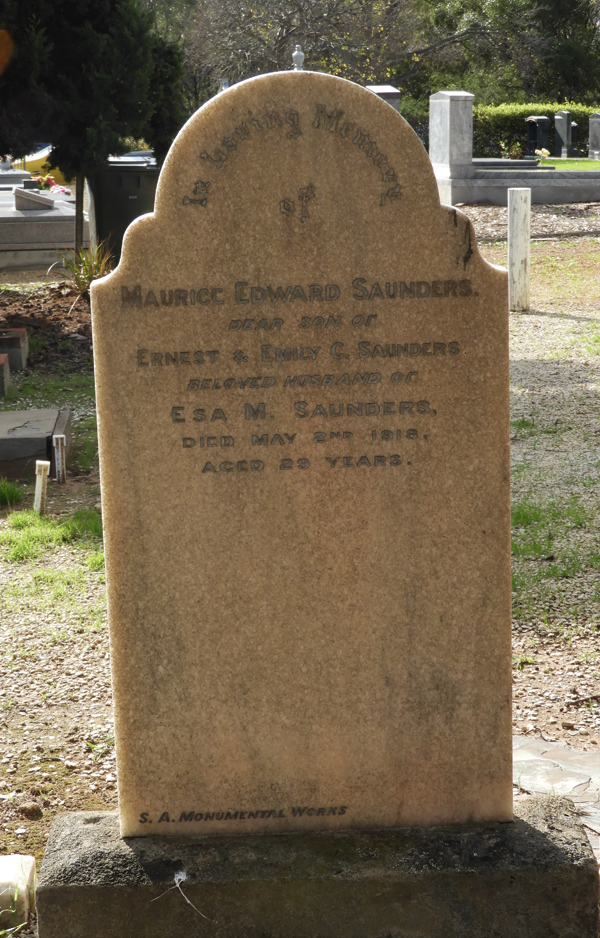 In Loving Memory
of
MAURICE EDWARD SAUNDERS.
DEAR SON OF
ERNEST & EMILY C. SAUNDERS
BELOVED HUSBAND OF
ESA M. SAUNDERS,
DIED MAY 2ND 1918,
AGED 29 YEARS.
S. A. MONUMENTAL WORKS